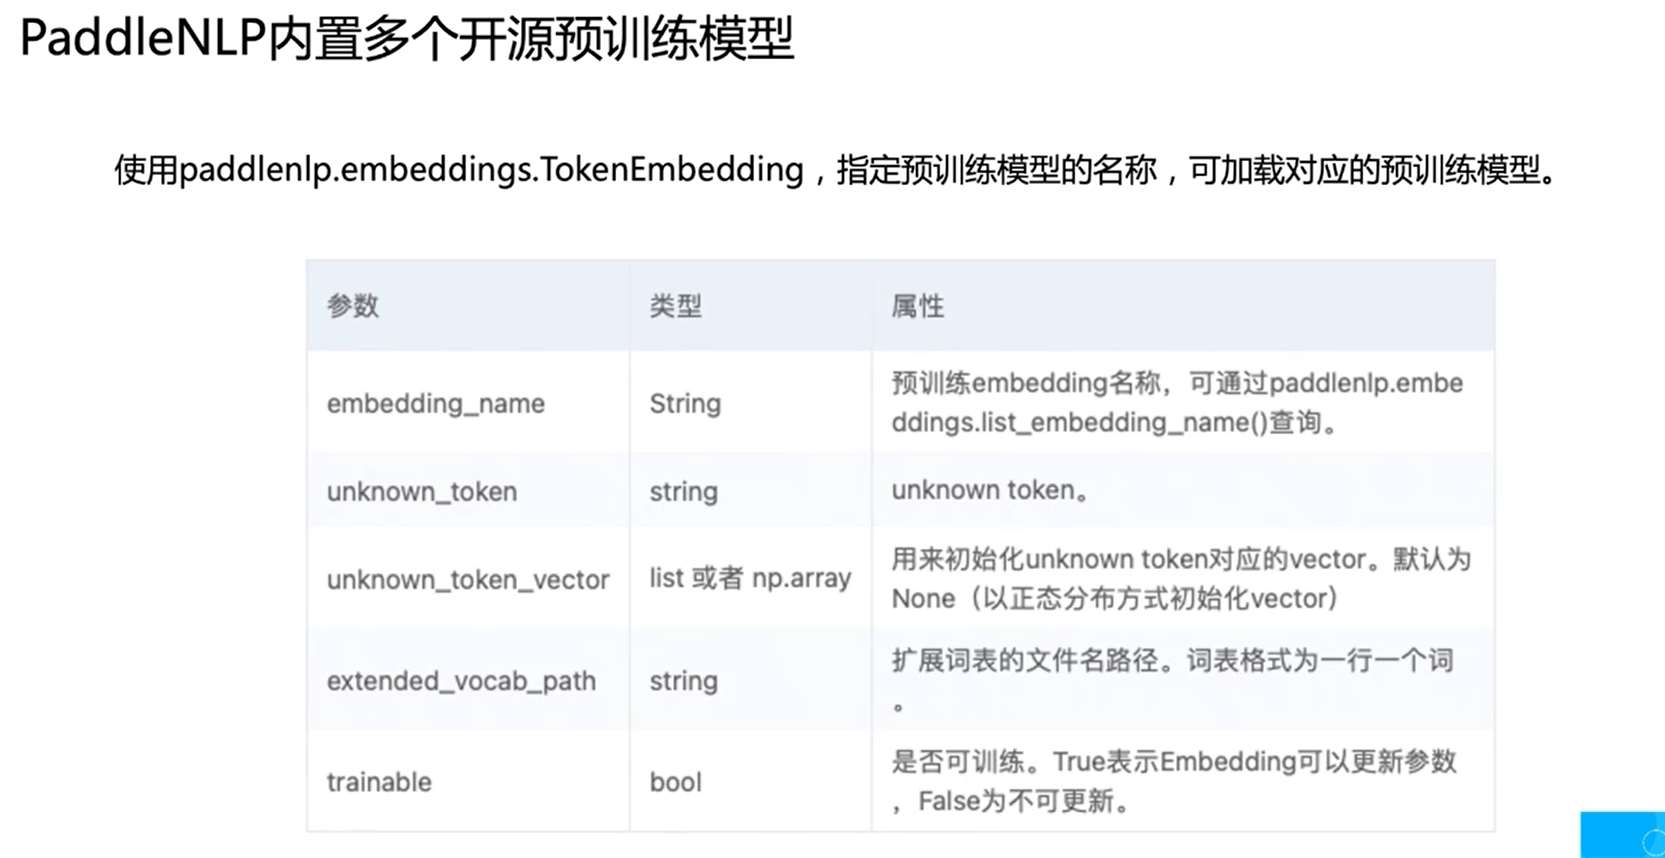 PaddleNLP内置多个开源预训练模型
使用paddlenlp.embeddings.TokenEmbedding，指定预训练模型的名称，可加载对应的预训练模型。
参数 类型 属性
embedding_name String 预训练embedding名称，可通过paddlenlp.embe
ddings.list_embedding_name()查询。
unknown_token string unknown token。
unknown_token_vector list 或者 np.array 用来初始化unknown token对应的vector。默认为
None（以正态分布方式初始化vector）
extended_vocab_path string 扩展词表的文件名路径。词表格式为一行一个词
。
trainable bool 是否可训练。True表示Embedding可以更新参数
，False为不可更新。